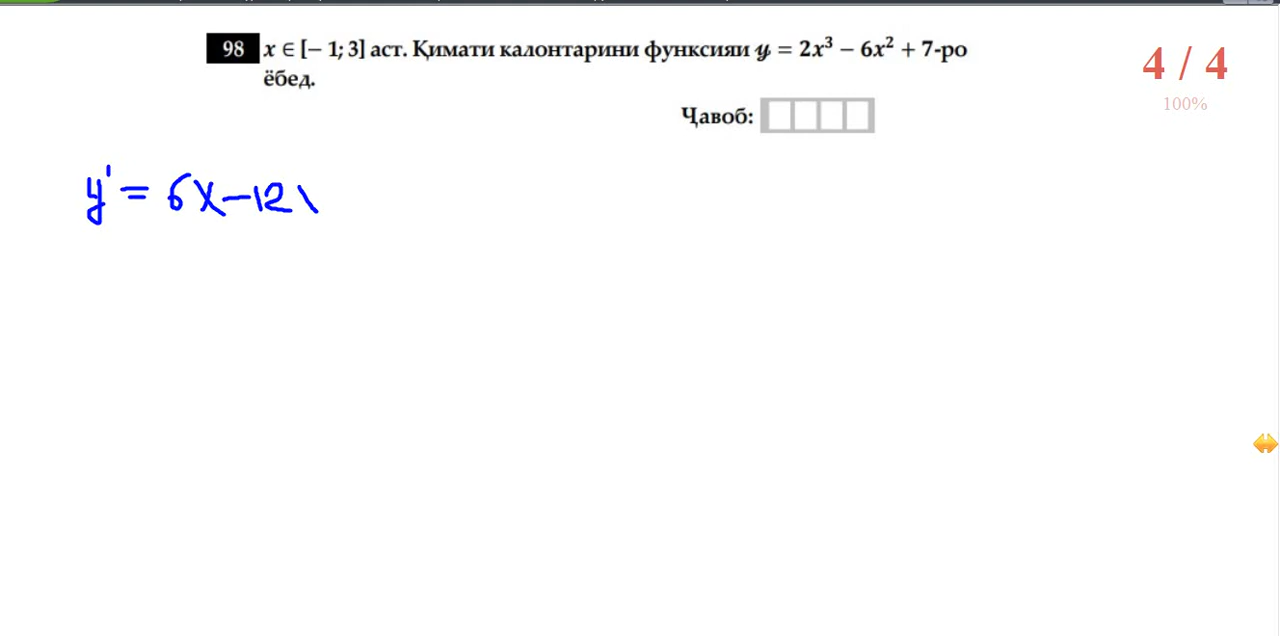 98 x ∈ [– 1; 3] аст. Қимати калонтарини функсияи y = 2x³ – 6x² + 7-ро
ёбед.
Ҷавоб:
4 / 4
100%
y' = 6x – 12